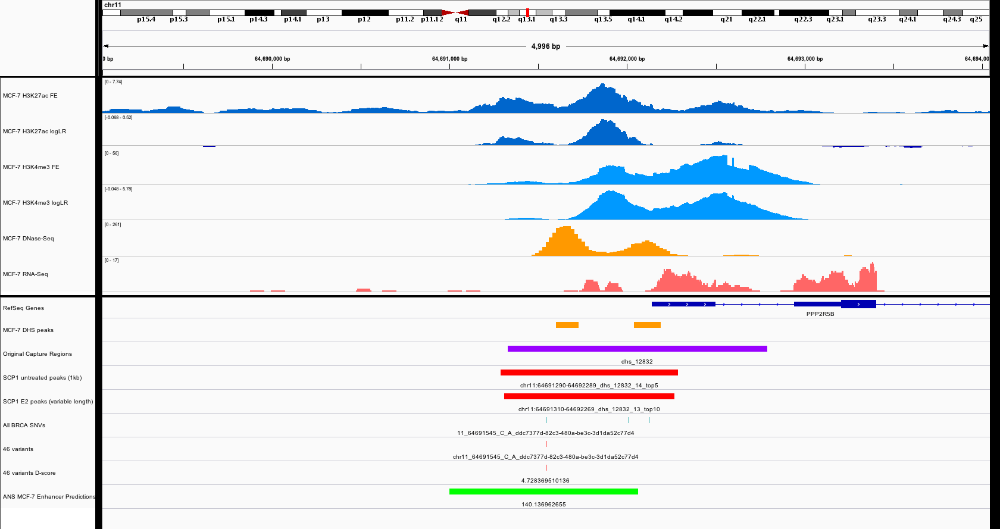 chr11
p15.4 p15.3 p15.1 p14.3 p14.1 p13 p12 p11.2 p11.12 q11 q12.2 q13.1 q13.3 q13.5 q14.1 q14.2 q21 q22.1 q22.3 q23.1 q23.3 q24.1 q24.3 q25
4,996 bp
0 bp 64,690,000 bp 64,691,000 bp 64,692,000 bp 64,693,000 bp 64,694,00
[0 - 7.74]
MCF-7 H3K27ac FE
[-0.068 - 0.52]
MCF-7 H3K27ac logLR
[0 - 56]
MCF-7 H3K4me3 FE
[-0.048 - 5.78]
MCF-7 H3K4me3 logLR
[0 - 261]
MCF-7 DNase-Seq
[0 - 17]
MCF-7 RNA-Seq
RefSeq Genes
PPP2R5B
MCF-7 DHS peaks
Original Capture Regions
dhs_12832
SCP1 untreated peaks (1kb)
chr11:64691290-64692289_dhs_12832_14_top5
SCP1 E2 peaks (variable length)
chr11:64691310-64692269_dhs_12832_13_top10
All BRCA SNVs
11_64691545_C_A_ddc7377d-82c3-480a-be3c-3d1da52c77d4
46 variants
chr11_64691545_C_A_ddc7377d-82c3-480a-be3c-3d1da52c77d4
46 variants D-score
4.728369510136
ANS MCF-7 Enhancer Predictions
140.136962655